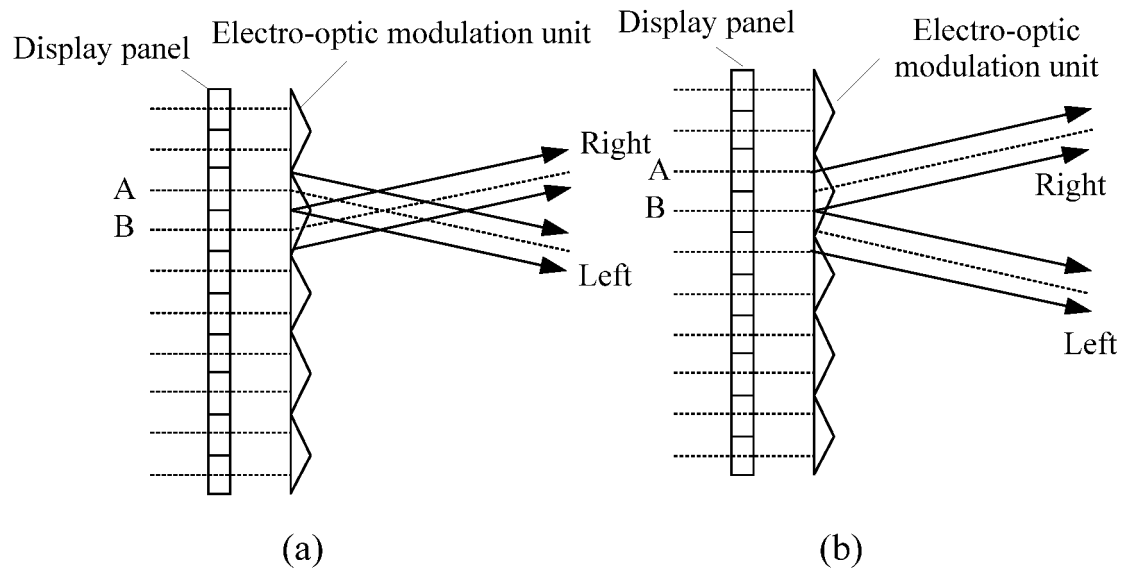 Display panel
Electro-optic modulation unit
A
B
Right
Left
(a)
Display panel
Electro-optic
modulation unit
A
B
Right
Left
(b)